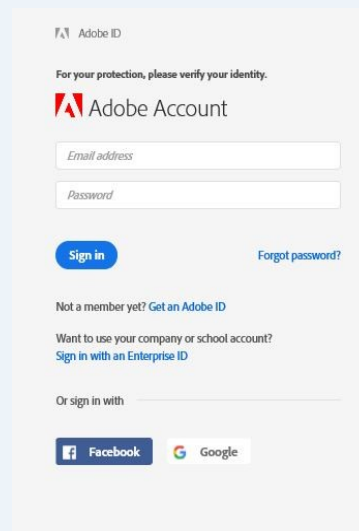 Adobe ID
For your protection, please verify your identity.
Adobe Account
Email address
Password
Sign in
Forgot password?
Not a member yet? Get an Adobe ID
Want to use your company or school account?
Sign in with an Enterprise ID
Or sign in with
Facebook
Google